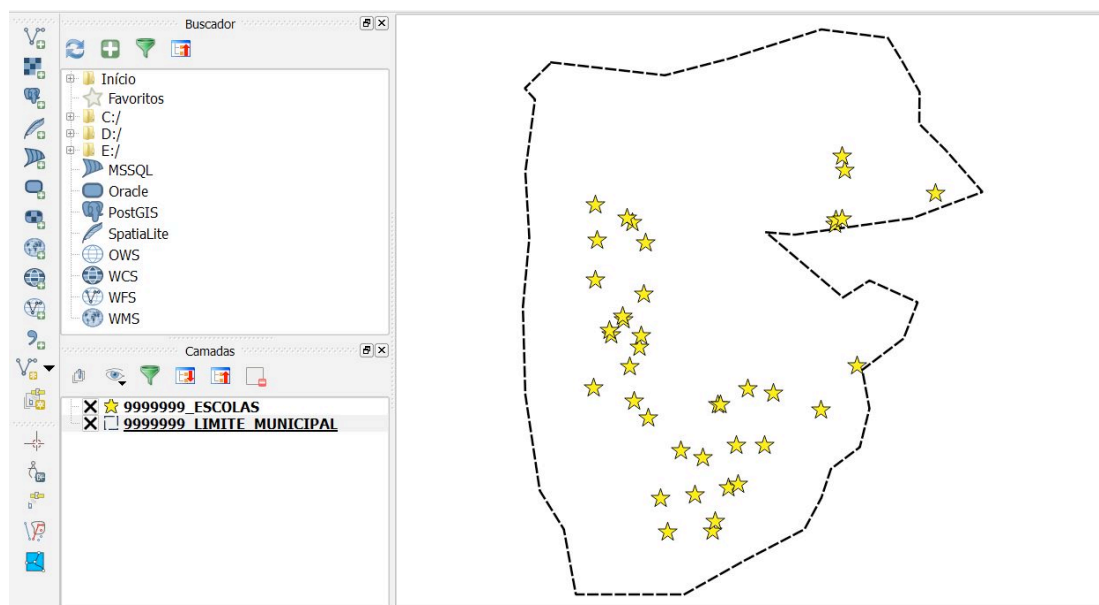 Buscador
Início
Favoritos
C:/
D:/
E:/
MSSQL
Oracle
PostGIS
SpatiaLite
OWS
WCS
WFS
WMS
Camadas
9999999_ESCOLAS
9999999_LIMITE_MUNICIPAL